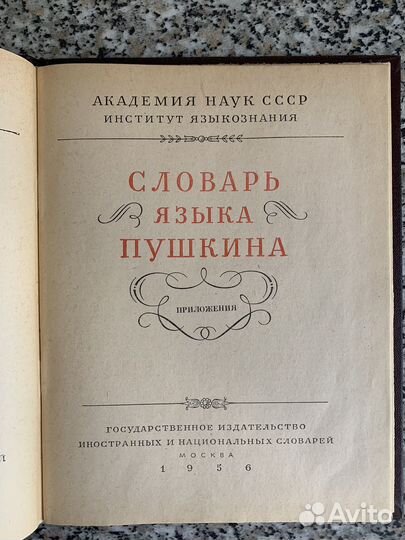 АКАДЕМИЯ НАУК СССР
ИНСТИТУТ ЯЗЫКОЗНАНИЯ
СЛОВАРЬ
ЯЗЫКА
ПУШКИНА
ПРИЛОЖЕНИЯ
ГОСУДАРСТВЕННОЕ ИЗДАТЕЛЬСТВО
ИНОСТРАННЫХ И НАЦИОНАЛЬНЫХ СЛОВАРЕЙ
МОСКВА
1956
й
Avito